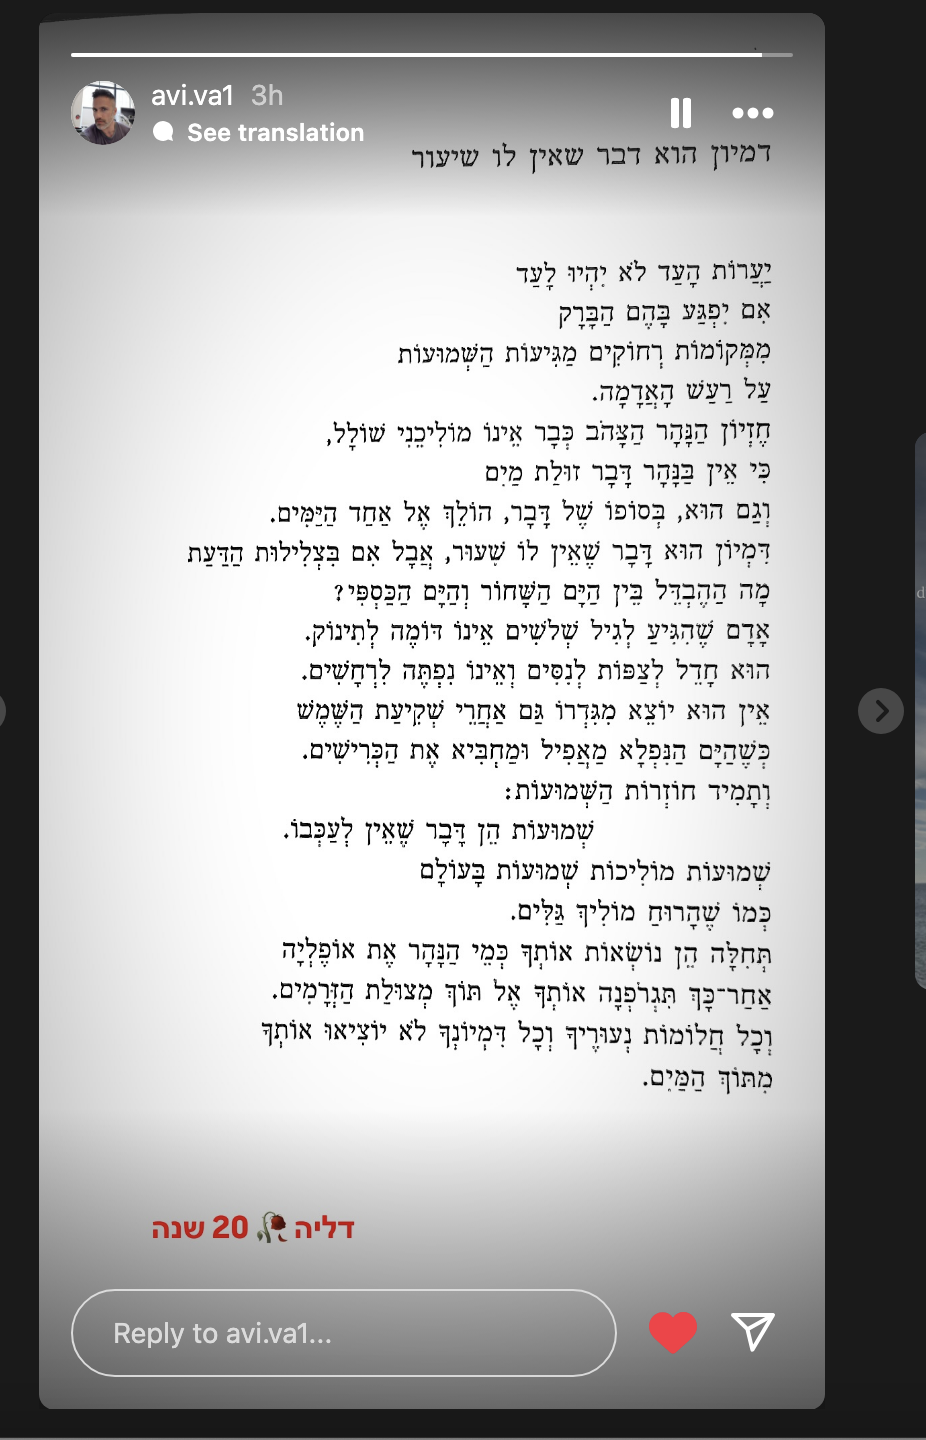 avi.va1 3h
See translation
דמיון הוא דבר שאין לו שיעור
יַעֲרוֹת הָעַד לֹא יִהְיוּ לָעַד
אִם יִפְגַּע בָּהֶם הַבָּרָק
מִמְּקוֹמוֹת רְחוֹקִים מַגִּיעוֹת הַשְּׁמוּעוֹת
עַל רַעַשׁ הָאֲדָמָה.
חֶזְיוֹן הַנָּהָר הַצָּהֹב כְּבָר אֵינוֹ מוֹלִיכֵנִי שׁוֹלָל,
כִּי אֵין בַּנָּהָר דָּבָר זוּלַת מַיִם
וְגַם הוּא, בְּסוֹפוֹ שֶׁל דָּבָר, הוֹלֵךְ אֶל אַחַד הַיַּמִּים.
דִּמְיוֹן הוּא דָּבָר שֶׁאֵין לוֹ שִׁעוּר, אֲבָל אִם בִּצְלִילוּת הַדַּעַת
מָה הַהֶבְדֵּל בֵּין הַיָּם הַשָּׁחוֹר וְהַיָּם הַכַּסְפִּי?
אָדָם שֶׁהִגִּיעַ לְגִיל שְׁלֹשִׁים אֵינוֹ דּוֹמֶה לְתִינוֹק.
הוּא חָדֵל לְצַפּוֹת לְנִסִּים וְאֵינוֹ נִפְתֶּה לִרְחָשִׁים.
אֵין הוּא יוֹצֵא מִגִּדְרוֹ גַּם אַחֲרֵי שְׁקִיעַת הַשֶּׁמֶשׁ
כְּשֶׁהַיָּם הַנִּפְלָא מַאֲפִיל וּמַחְבִּיא אֶת הַכְּרִישִׁים.
וְתָמִיד חוֹזְרוֹת הַשְּׁמוּעוֹת:
שְׁמוּעוֹת הֵן דָּבָר שֶׁאֵין לְעַכְּבוֹ.
שְׁמוּעוֹת מוֹלִיכוֹת שְׁמוּעוֹת בָּעוֹלָם
כְּמוֹ שֶׁהָרוּחַ מוֹלִיךְ גַּלִּים.
תְּחִלָּה הֵן נוֹשְׂאוֹת אוֹתְךָ כְּמֵי הַנָּהָר אֶת אוֹפֶלְיָה
אַחַר־כָּךְ תִּגְרֹפְנָה אוֹתְךָ אֶל תּוֹךְ מְצוּלַת הַזְּרָמִים.
וְכָל חֲלוֹמוֹת נְעוּרֶיךָ וְכָל דִּמְיוֹנְךָ לֹא יוֹצִיאוּ אוֹתְךָ
מִתּוֹךְ הַמַּיִם.
דליה 🥀 20 שנה
Reply to avi.va1...